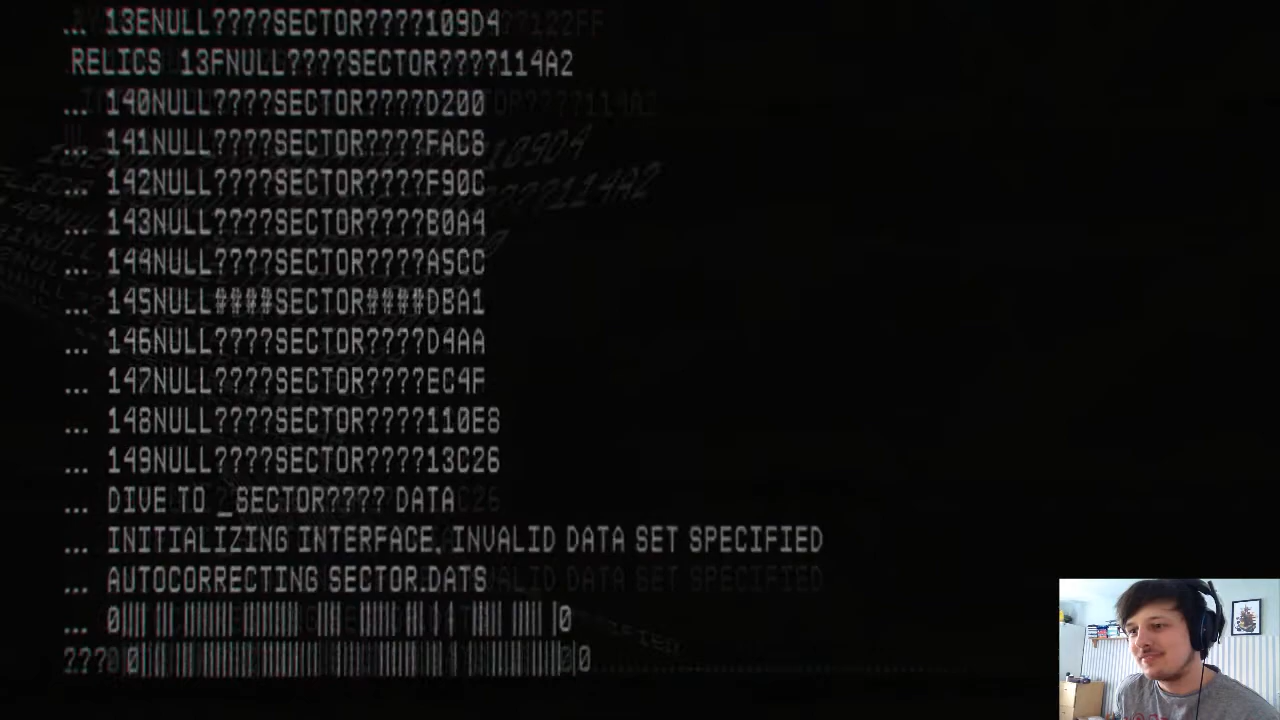 ... 13ENULL????SECTOR????109D4
RELICS 13FNULL????SECTOR????114A2
... 140NULL????SECTOR????D200
... 141NULL????SECTOR????FAC8
... 142NULL????SECTOR????F90C
... 143NULL????SECTOR????B0A4
... 144NULL????SECTOR????A5CC
... 145NULL####SECTOR####DBA1
... 146NULL????SECTOR????D4AA
... 147NULL????SECTOR????EC4F
... 148NULL????SECTOR????110E8
... 149NULL????SECTOR????13C26
... DIVE TO _SECTOR???? DATA
... INITIALIZING INTERFACE, INVALID DATA SET SPECIFIED
... AUTOCORRECTING SECTOR.DATS